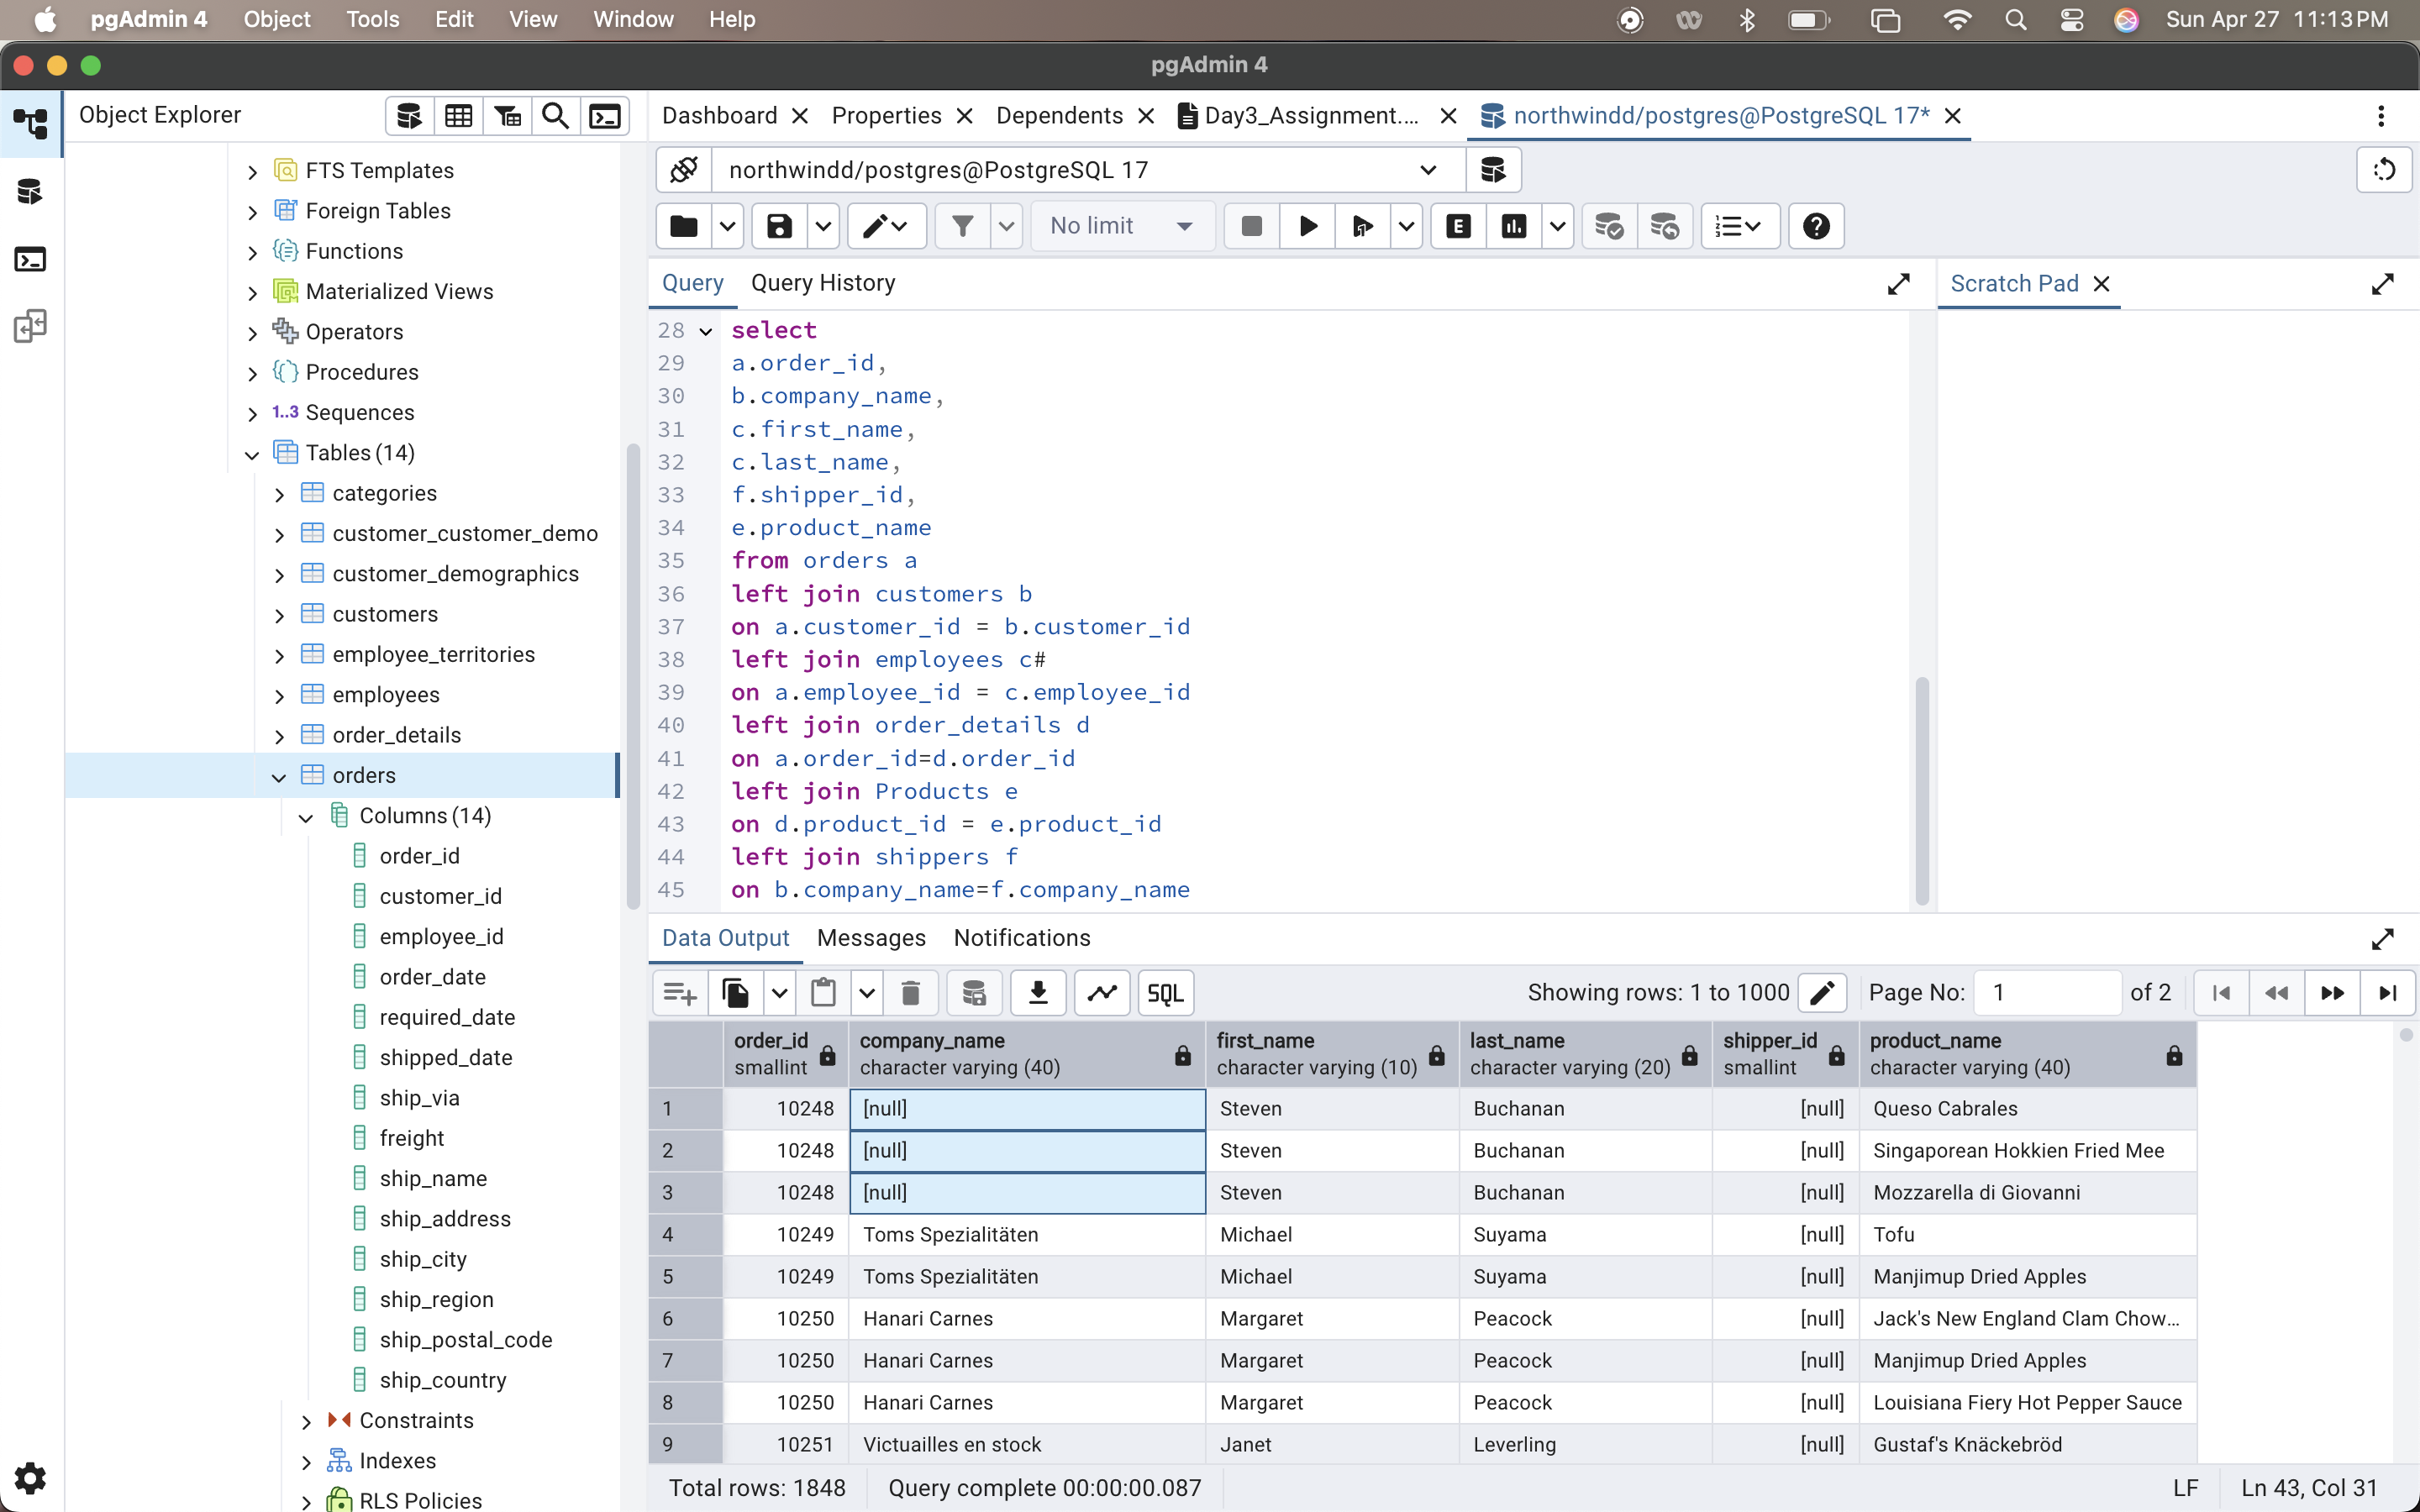 pgAdmin 4 Object Tools Edit View Window Help Sun Apr 27 11:13 PM
pgAdmin 4
Object Explorer
Dashboard Properties Dependents Day3_Assignment.... northwindd/postgres@PostgreSQL 17*
northwindd/postgres@PostgreSQL 17
No limit
E
Query Query History
Scratch Pad
FTS Templates
Foreign Tables
Functions
Materialized Views
Operators
Procedures
1..3 Sequences
Tables (14)
categories
customer_customer_demo
customer_demographics
customers
employee_territories
employees
order_details
orders
Columns (14)
order_id
customer_id
employee_id
order_date
required_date
shipped_date
ship_via
freight
ship_name
ship_address
ship_city
ship_region
ship_postal_code
ship_country
Constraints
Indexes
RLS Policies
28 select
29 a.order_id,
30 b.company_name,
31 c.first_name,
32 c.last_name,
33 f.shipper_id,
34 e.product_name
35 from orders a
36 left join customers b
37 on a.customer_id = b.customer_id
38 left join employees c#
39 on a.employee_id = c.employee_id
40 left join order_details d
41 on a.order_id=d.order_id
42 left join Products e
43 on d.product_id = e.product_id
44 left join shippers f
45 on b.company_name=f.company_name
Data Output Messages Notifications
SQL Showing rows: 1 to 1000 Page No: 1 of 2
order_id company_name first_name last_name shipper_id product_name
smallint character varying (40) character varying (10) character varying (20) smallint character varying (40)
1 10248 [null] Steven Buchanan [null] Queso Cabrales
2 10248 [null] Steven Buchanan [null] Singaporean Hokkien Fried Mee
3 10248 [null] Steven Buchanan [null] Mozzarella di Giovanni
4 10249 Toms Spezialitäten Michael Suyama [null] Tofu
5 10249 Toms Spezialitäten Michael Suyama [null] Manjimup Dried Apples
6 10250 Hanari Carnes Margaret Peacock [null] Jack's New England Clam Chow...
7 10250 Hanari Carnes Margaret Peacock [null] Manjimup Dried Apples
8 10250 Hanari Carnes Margaret Peacock [null] Louisiana Fiery Hot Pepper Sauce
9 10251 Victuailles en stock Janet Leverling [null] Gustaf's Knäckebröd
Total rows: 1848 Query complete 00:00:00.087 LF Ln 43, Col 31